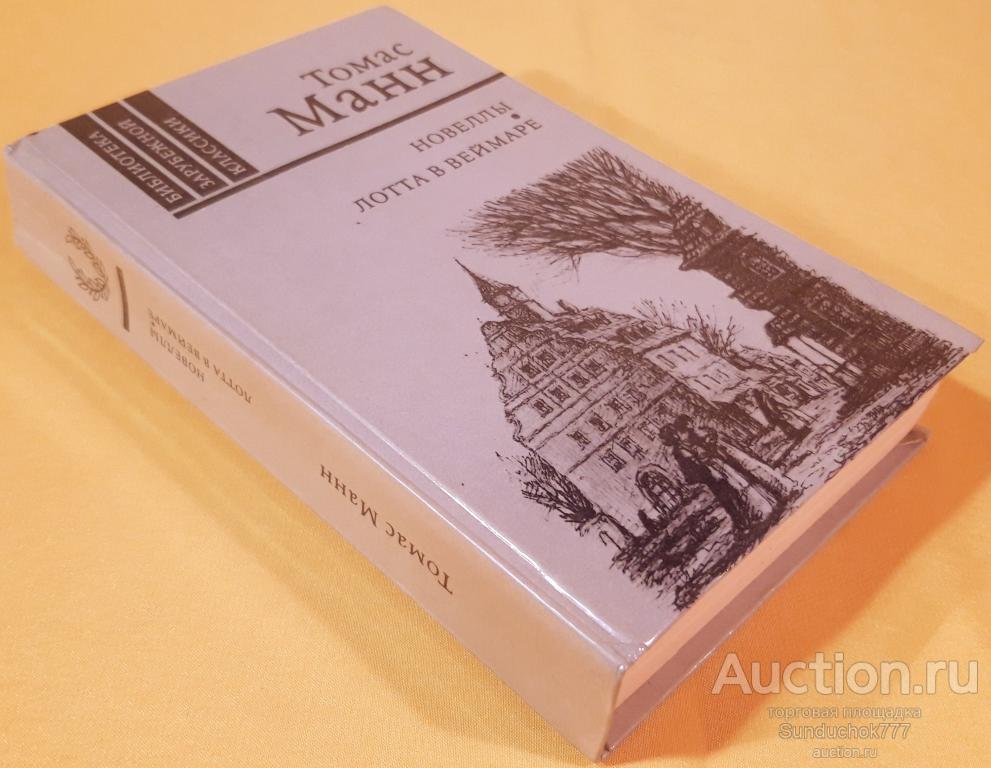 Томас
Манн
НОВЕЛЛЫ
ЛОТТА В ВЕЙМАРЕ
БИБЛИОТЕКА
ЗАРУБЕЖНОЙ
КЛАССИКИ
НОВЕЛЛЫ
ЛОТТА В ВЕЙМАРЕ
Томас Манн
Auction.ru
торговая площадка
Sunduchok777
auction.ru